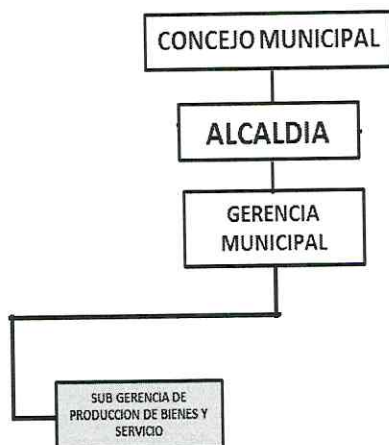 CONCEJO MUNICIPAL
ALCALDIA
GERENCIA
MUNICIPAL
SUB GERENCIA DE
PRODUCCION DE BIENES Y
SERVICIO